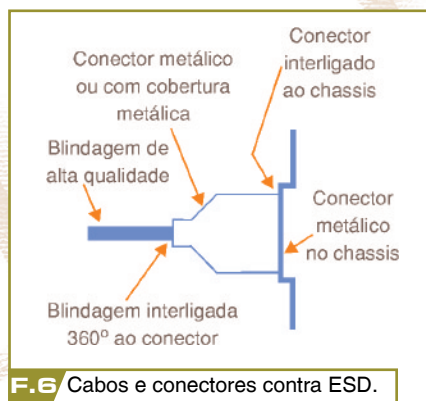 Conector metálico
ou com cobertura
metálica
Conector
interligado
ao chassis
Blindagem de
alta qualidade
Conector
metálico
no chassis
Blindagem interligada
360º ao conector
F.6 Cabos e conectores contra ESD.